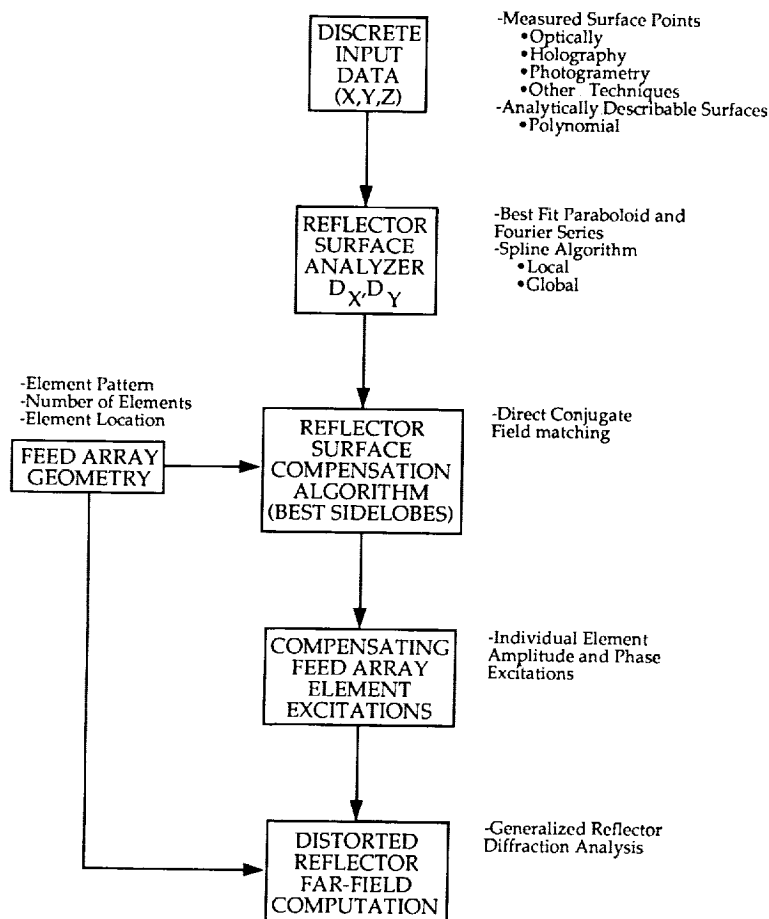 DISCRETE
INPUT
DATA
(X,Y,Z)
-Measured Surface Points
•Optically
•Holography
•Photogrametry
•Other Techniques
-Analytically Describable Surfaces
•Polynomial
REFLECTOR
SURFACE
ANALYZER
D X, D Y
-Best Fit Paraboloid and
Fourier Series
-Spline Algorithm
•Local
•Global
-Element Pattern
-Number of Elements
-Element Location
FEED ARRAY
GEOMETRY
REFLECTOR
SURFACE
COMPENSATION
ALGORITHM
(BEST SIDELOBES)
-Direct Conjugate
Field matching
COMPENSATING
FEED ARRAY
ELEMENT
EXCITATIONS
-Individual Element
Amplitude and Phase
Excitations
DISTORTED
REFLECTOR
FAR-FIELD
COMPUTATION
-Generalized Reflector
Diffraction Analysis